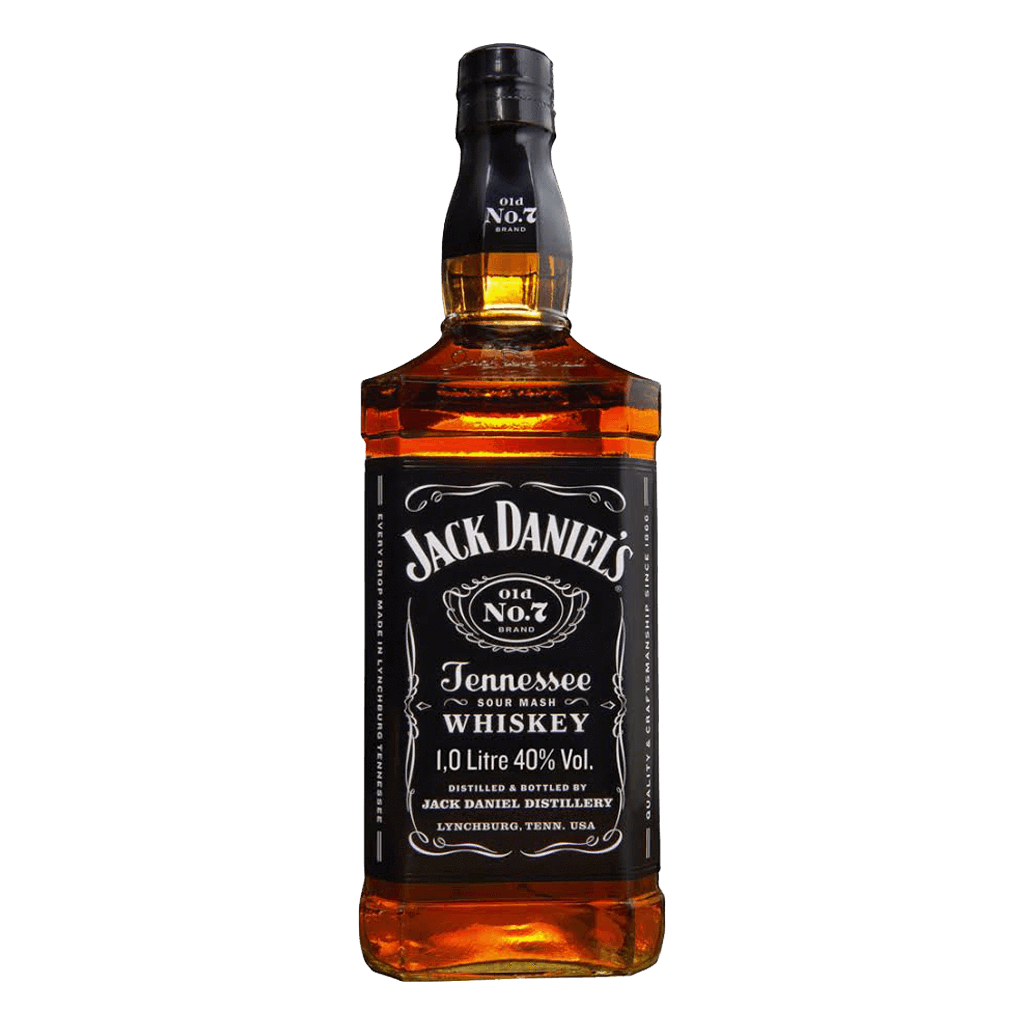 Old
No.7
BRAND
JACK DANIEL'S
®
Old
No.7
BRAND
Tennessee
SOUR MASH
WHISKEY
1,0 Litre 40% Vol.
DISTILLED & BOTTLED BY
JACK DANIEL DISTILLERY
LYNCHBURG, TENN. USA
EVERY DROP MADE IN LYNCHBURG TENNESSEE
QUALITY & CRAFTSMANSHIP SINCE 1866